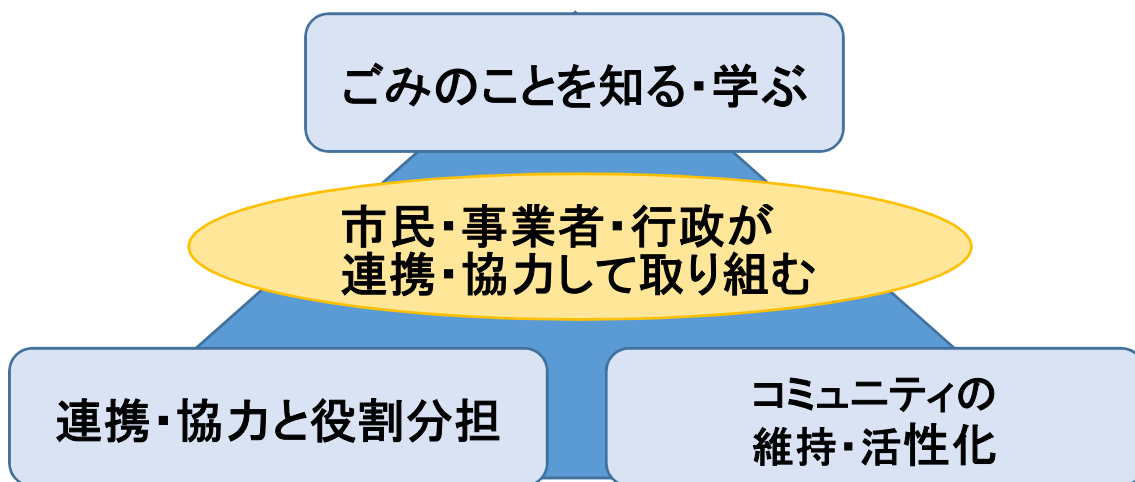 ごみのことを知る・学ぶ
市民・事業者・行政が
連携・協力して取り組む
連携・協力と役割分担
コミュニティの
維持・活性化